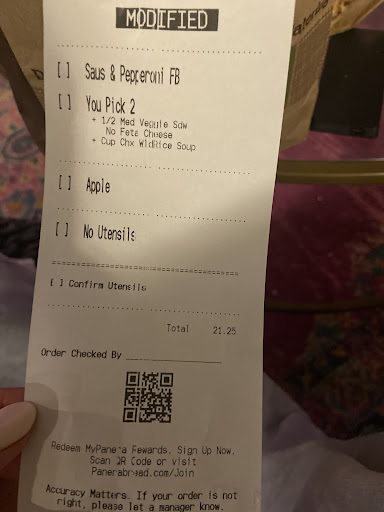 MODIFIED
[ ] Saus & Pepperoni FB
[ ] You Pick 2
+ 1/2 Med Veggie Sdw
No Feta Cheese
+ Cup Chx WldRice Soup
[ ] Apple
[ ] No Utensils
[ ] Confirm Utensils
Total 21.25
Order Checked By
Redeem MyPanera Rewards. Sign Up Now.
Scan QR Code or visit
Panerabread.com/Join
Accuracy Matters. If your order is not
right, please let a manager know.